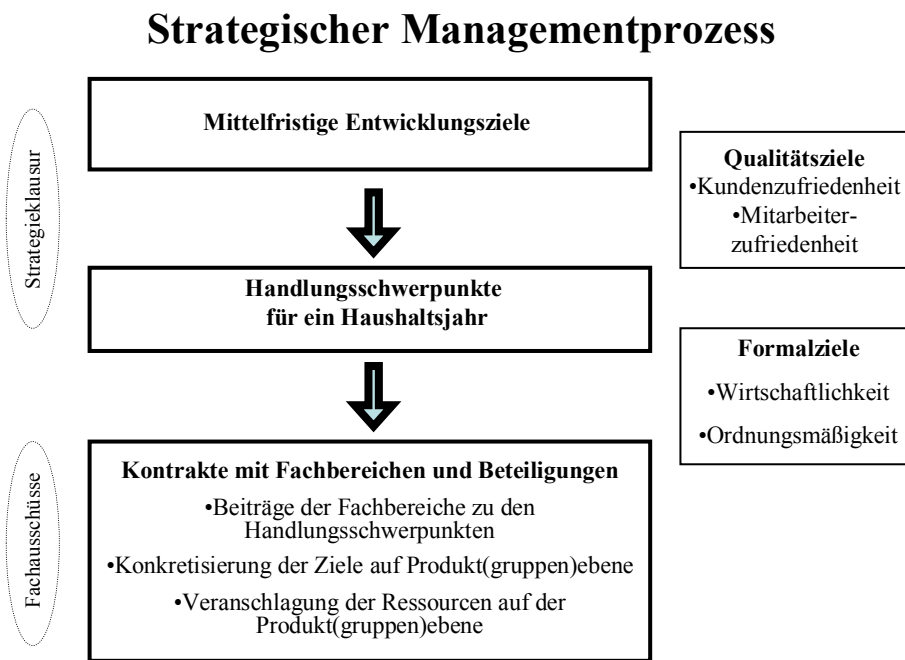 Strategischer Managementprozess
Strategieklausur
Mittelfristige Entwicklungsziele
Handlungsschwerpunkte
für ein Haushaltsjahr
Qualitätsziele
•Kundenzufriedenheit
•Mitarbeiter-
zufriedenheit
Formalziele
•Wirtschaftlichkeit
•Ordnungsmäßigkeit
Fachausschüsse
Kontrakte mit Fachbereichen und Beteiligungen
•Beiträge der Fachbereiche zu den
Handlungsschwerpunkten
•Konkretisierung der Ziele auf Produkt(gruppen)ebene
•Veranschlagung der Ressourcen auf der
Produkt(gruppen)ebene